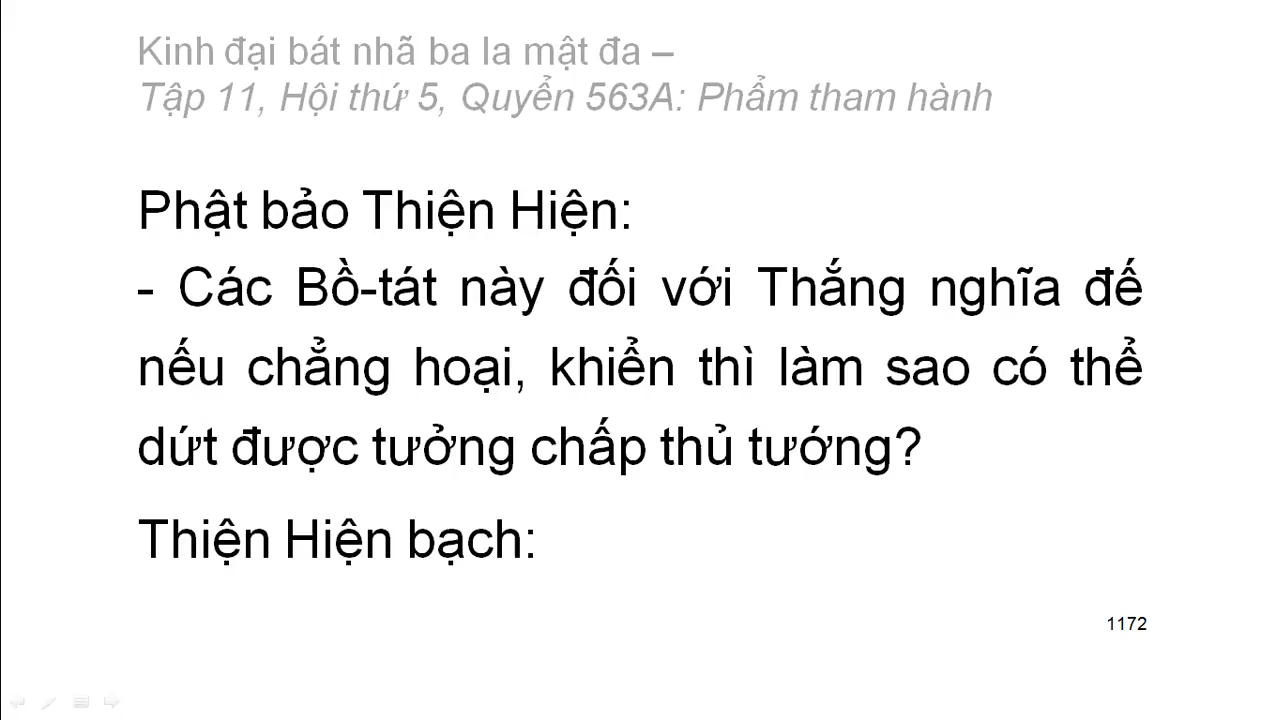 Kinh đại bát nhã ba la mật đa –
Tập 11, Hội thứ 5, Quyển 563A: Phẩm tham hành
Phật bảo Thiện Hiện:
- Các Bồ-tát này đối với Thắng nghĩa đế
nếu chẳng hoại, khiển thì làm sao có thể
dứt được tưởng chấp thủ tướng?
Thiện Hiện bạch:
1172